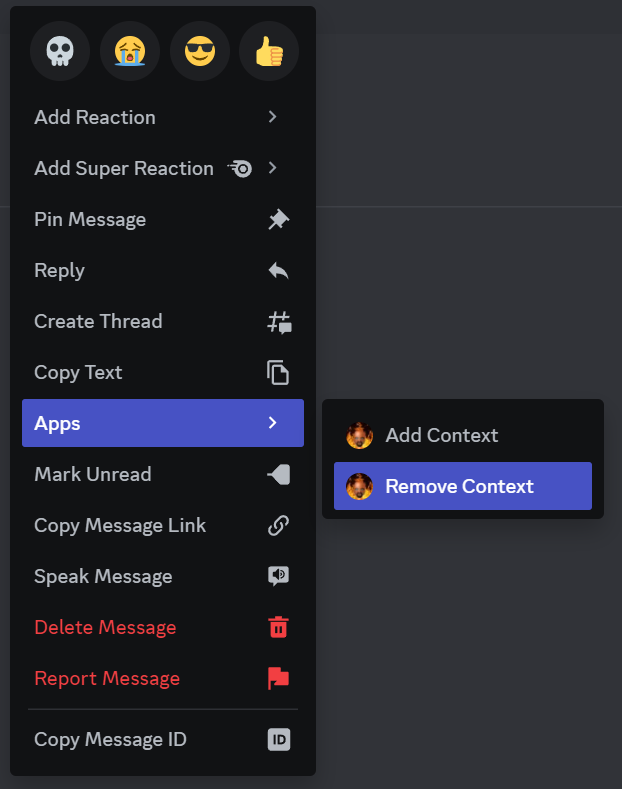 Add Reaction
Add Super Reaction
Pin Message
Reply
Create Thread
Copy Text
Apps
Add Context
Remove Context
Mark Unread
Copy Message Link
Speak Message
Delete Message
Report Message
Copy Message ID
ID